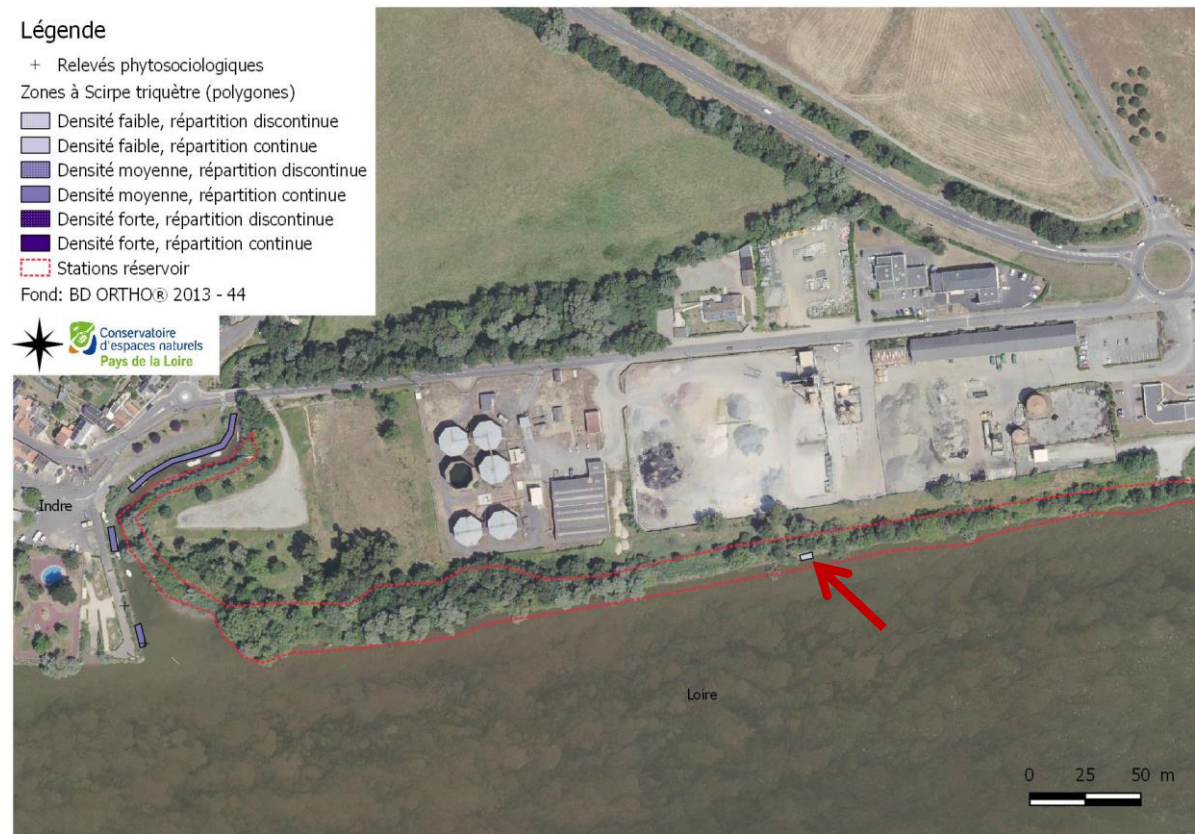 Légende
+ Relevés phytosociologiques
Zones à Scirpe triquètre (polygones)
Densité faible, répartition discontinue
Densité faible, répartition continue
Densité moyenne, répartition discontinue
Densité moyenne, répartition continue
Densité forte, répartition discontinue
Densité forte, répartition continue
Stations réservoir
Fond: BD ORTHO® 2013 - 44
Conservatoire
d'espaces naturels
Pays de la Loire
Indre
Loire
0 25 50 m